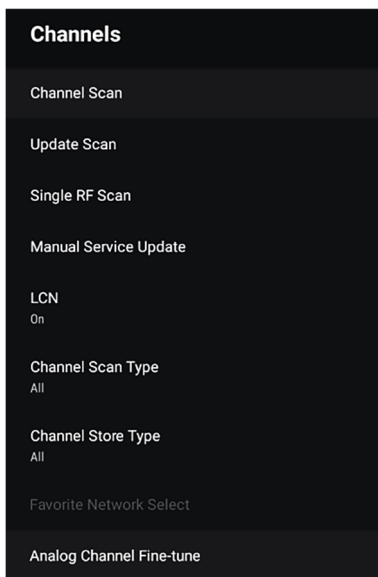 Channels
Channel Scan
Update Scan
Single RF Scan
Manual Service Update
LCN
On
Channel Scan Type
All
Channel Store Type
All
Favorite Network Select
Analog Channel Fine-tune